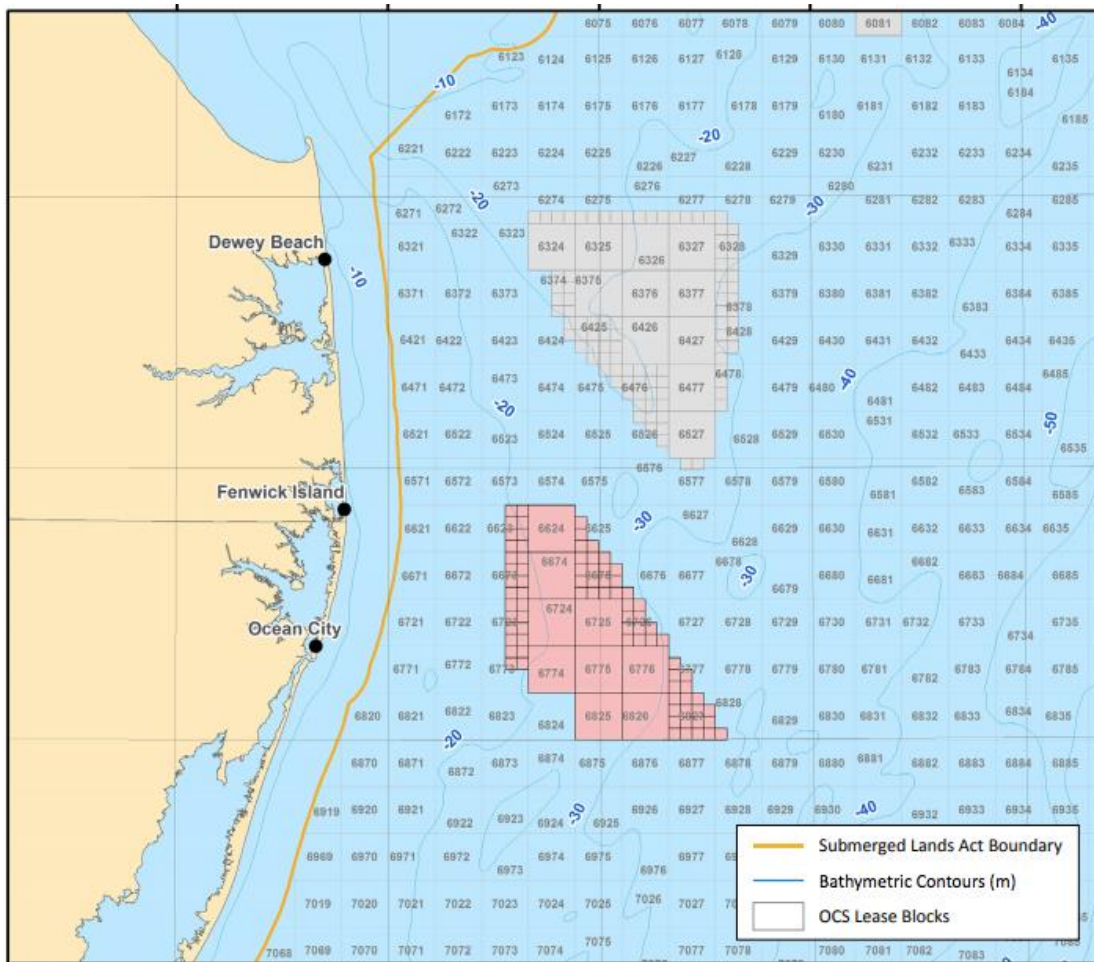 6075 6076 6077 6078 6079 6080 6081 6082 6083 6084 -40
6123 6124 6125 6126 6127 6128 6129 6130 6131 6132 6133 6134 6135
-10
6172 6173 6174 6175 6176 6177 6178 6179 6180 6181 6182 6183 6184 6185
-20
6221 6222 6223 6224 6225 6226 6227 6228 6229 6230 6231 6232 6233 6234 6235
6271 6272 6273 6274 6275 6276 6277 6278 6279 6280 6281 6282 6283 6284 6285
-20 -30
Dewey Beach
6321 6322 6323 6324 6325 6326 6327 6328 6329 6330 6331 6332 6333 6334 6335
-10
6371 6372 6373 6374 6375 6376 6377 6378 6379 6380 6381 6382 6383 6384 6385
6421 6422 6423 6424 6425 6426 6427 6428 6429 6430 6431 6432 6433 6434 6435
-40
6471 6472 6473 6474 6475 6476 6477 6478 6479 6480 6481 6482 6483 6484 6485
-20 -50
6521 6522 6523 6524 6525 6526 6527 6528 6529 6530 6531 6532 6533 6534 6535
6571 6572 6573 6574 6575 6576 6577 6578 6579 6580 6581 6582 6583 6584 6585
Fenwick Island
-30
6621 6622 6623 6624 6625 6627 6628 6629 6630 6631 6632 6633 6634 6635
6671 6672 6673 6674 6675 6676 6677 6678 6679 6680 6681 6682 6683 6684 6685
-30
Ocean City
6721 6722 6723 6724 6725 6726 6727 6728 6729 6730 6731 6732 6733 6734 6735
6771 6772 6773 6774 6775 6776 6777 6778 6779 6780 6781 6782 6783 6784 6785
6820 6821 6822 6823 6824 6825 6826 6827 6828 6829 6830 6831 6832 6833 6834 6835
-20
6870 6871 6872 6873 6874 6875 6876 6877 6878 6879 6880 6881 6882 6883 6884 6885
6919 6920 6921 6922 6923 6924 6925 6926 6927 6928 6929 6930 6932 6933 6934 6935
-30 -40
6969 6970 6971 6972 6973 6974 6975 6976 6977
7019 7020 7021 7022 7023 7024 7025 7026 7027
7068 7069 7070 7071 7072 7073 7074 7075 7077 7078 7080 7081 7082 7083
Submerged Lands Act Boundary
Bathymetric Contours (m)
OCS Lease Blocks